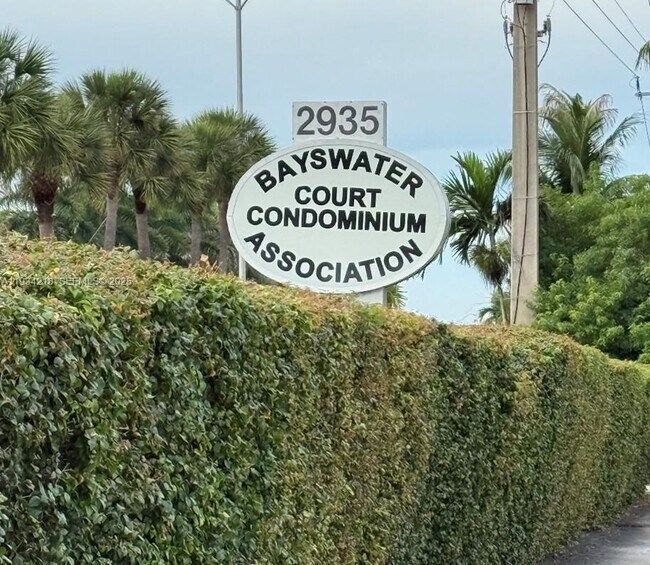 2935
BAYSWATER
COURT
CONDOMINIUM
ASSOCIATION